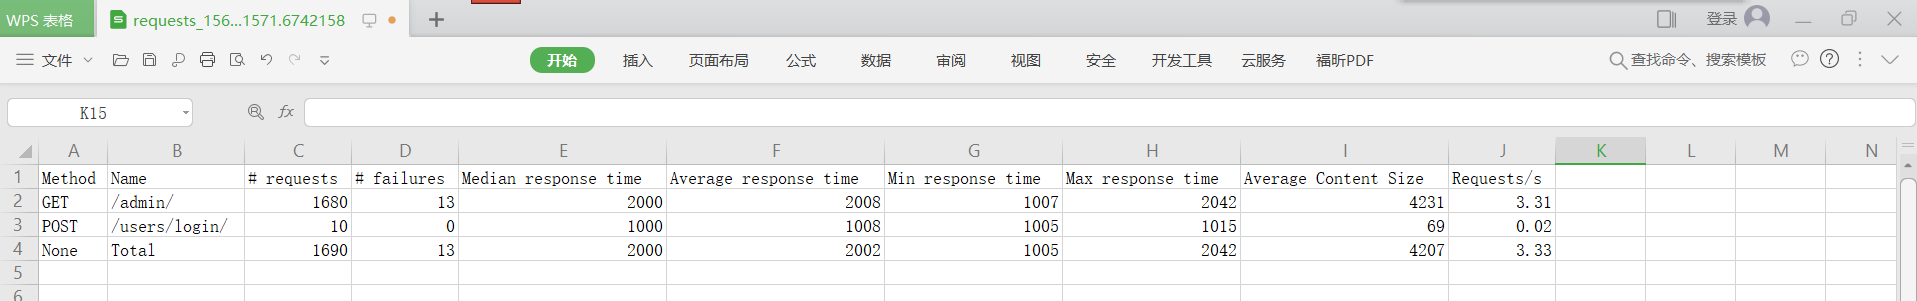 WPS 表格 requests_156...1571.6742158
文件 开始 插入 页面布局 公式 数据 审阅 视图 安全 开发工具 云服务 福昕PDF 查找命令、搜索模板
登录
K15 fx
A B C D E F G H I J K L M N
1 Method Name # requests # failures Median response time Average response time Min response time Max response time Average Content Size Requests/s
2 GET /admin/ 1680 13 2000 2008 1007 2042 4231 3.31
3 POST /users/login/ 10 0 1000 1008 1005 1015 69 0.02
4 None Total 1690 13 2000 2002 1005 2042 4207 3.33
5
6